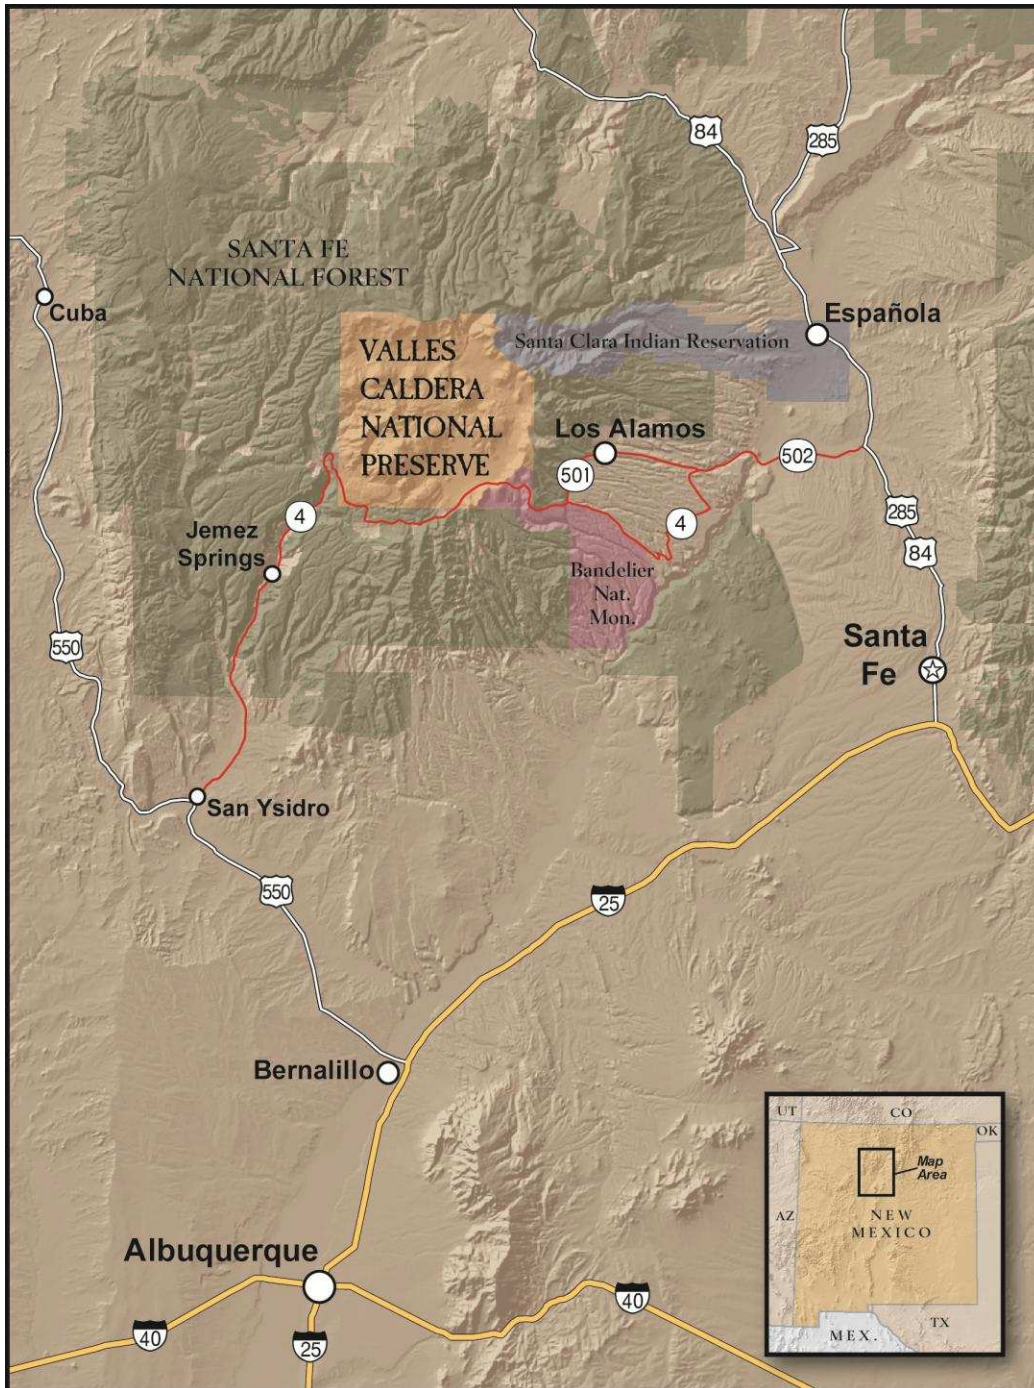 84
285
SANTA FE
NATIONAL FOREST
Cuba
Española
Santa Clara Indian Reservation
VALLES
CALDERA
NATIONAL
PRESERVE
Los Alamos
501
502
4
4
285
84
Jemez
Springs
Bandelier
Nat.
Mon.
550
Santa
Fe
San Ysidro
550
25
Bernalillo
UT
CO
OK
Map
Area
AZ
NEW
MEXICO
TX
MEX.
Albuquerque
40
25
40